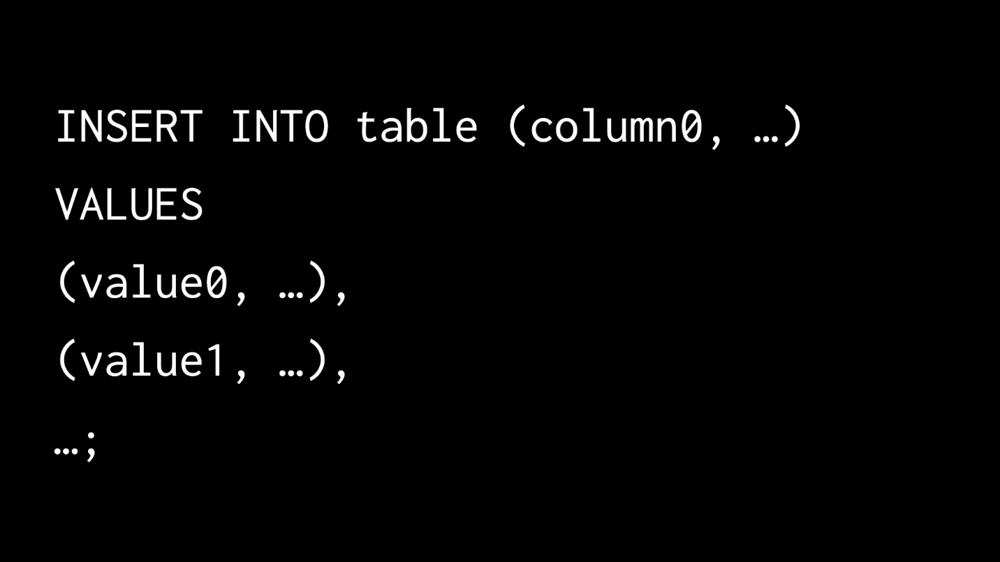 INSERT INTO table (column0, …)
VALUES
(value0, …),
(value1, …),
…;